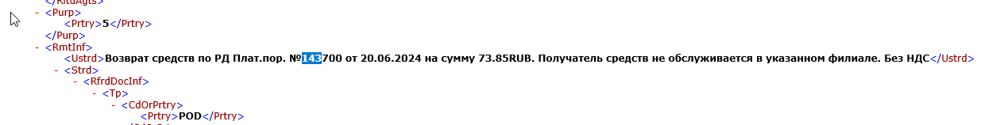 </RltdAgts>
- <Purp>
<Prtry>5</Prtry>
</Purp>
- <RmtInf>
<Ustrd>Возврат средств по РД Плат.пор. №143700 от 20.06.2024 на сумму 73.85RUB. Получатель средств не обслуживается в указанном филиале. Без НДС</Ustrd>
- <Strd>
- <RfrdDocInf>
- <Tp>
- <CdOrPrtry>
<Prtry>POD</Prtry>